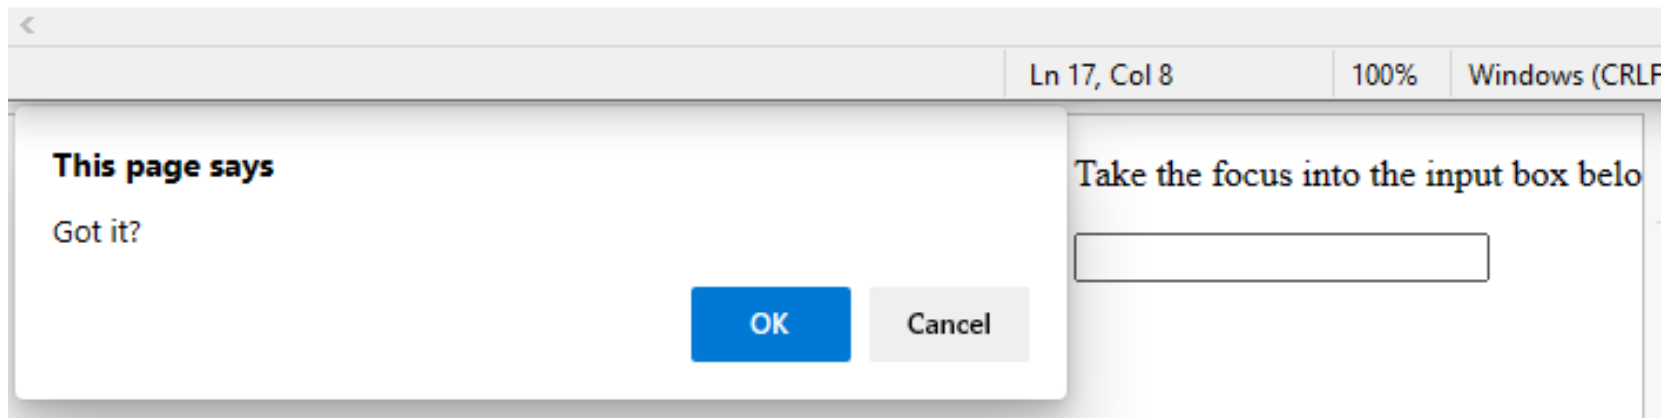 Ln 17, Col 8 100% Windows (CRLF
This page says
Got it?
OK Cancel
Take the focus into the input box belo